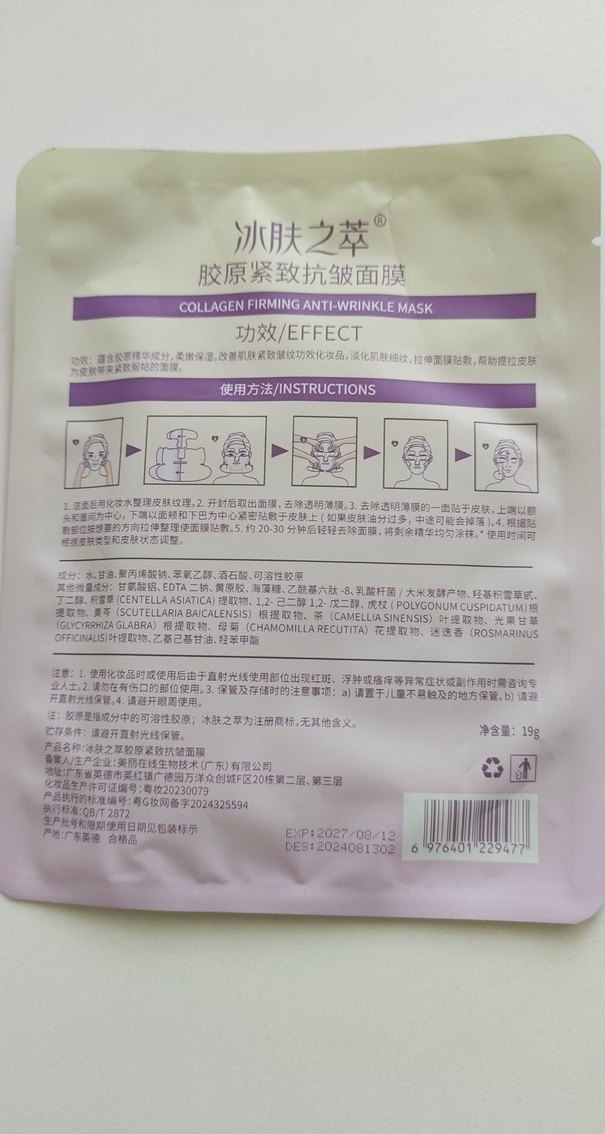 冰肤之萃®
胶原紧致抗皱面膜
COLLAGEN FIRMING ANTI-WRINKLE MASK
功效/EFFECT
功效：蕴含胶原精华成分，柔嫩保湿。改善肌肤紧致皱纹功效化妆品，淡化肌肤细纹，拉伸面膜贴敷，帮助提拉皮肤
为皮肤带来紧致服帖的面膜。
使用方法/INSTRUCTIONS
1. 洁面后用化妆水整理皮肤纹理。2. 开封后取出面膜，去除透明薄膜。3. 去除透明薄膜的一面贴于皮肤，上端以额
头和眉间为中心，下端以面颊和下巴为中心紧密贴于皮肤上（如果皮肤油分过多，中途可能会掉落）。4. 根据贴
敷部位按想要的方向拉伸整理使面膜贴敷。5. 约 20-30 分钟后轻轻去除面膜，将剩余精华均匀涂抹。* 使用时间可
根据皮肤类型和皮肤状态调整。
成分：水、甘油、聚丙烯酸钠、苯氧乙醇、酒石酸、可溶性胶原
其他微量成分：甘氨酸铝、EDTA 二钠、黄原胶、海藻糖、乙酰基六肽 -8、乳酸杆菌 / 大米发酵产物、羟基积雪草甙、
丁二醇、积雪草 (CENTELLA ASIATICA) 提取物、1,2- 己二醇 1,2- 戊二醇、虎杖 ( POLYGONUM CUSPIDATUM) 根
提取物、黄芩 (SCUTELLARIA BAICALENSIS) 根提取物、茶 (CAMELLIA SINENSIS) 叶提取物、光果甘草
(GLYCYRRHIZA GLABRA) 根提取物、母菊 (CHAMOMILLA RECUTITA) 花提取物、迷迭香 (ROSMARINUS
OFFICINALIS) 叶提取物、乙基己基甘油、羟苯甲酯
注意：1. 使用化妆品时或使用后由于直射光线使用部位出现红斑、浮肿或瘙痒等异常症状或副作用时需咨询专
业人士。2. 请勿在有伤口的部位使用。3. 保管及存储时的注意事项：a) 请置于儿童不易触及的地方保管。b) 请避
开直射光线保管。4. 请避开眼周使用。
注：胶原是指成分中的可溶性胶原；冰肤之萃为注册商标，无其他含义。
贮存条件：请避开直射光线保管。
净含量：19g
产品名称：冰肤之萃胶原紧致抗皱面膜
备案人/生产企业：美丽在线生物技术（广东）有限公司
地址：广东省英德市英红镇广德园万洋众创城F区20栋第二层、第三层
化妆品生产许可证编号：粤妆20230079
产品执行的标准编号：粤G妆网备字2024325594
执行标准：QB/T 2872
生产批号和限期使用日期见包装标示
产地：广东英德 合格品
EXP:2027/08/12
DES:2024081302
6 976401 229477